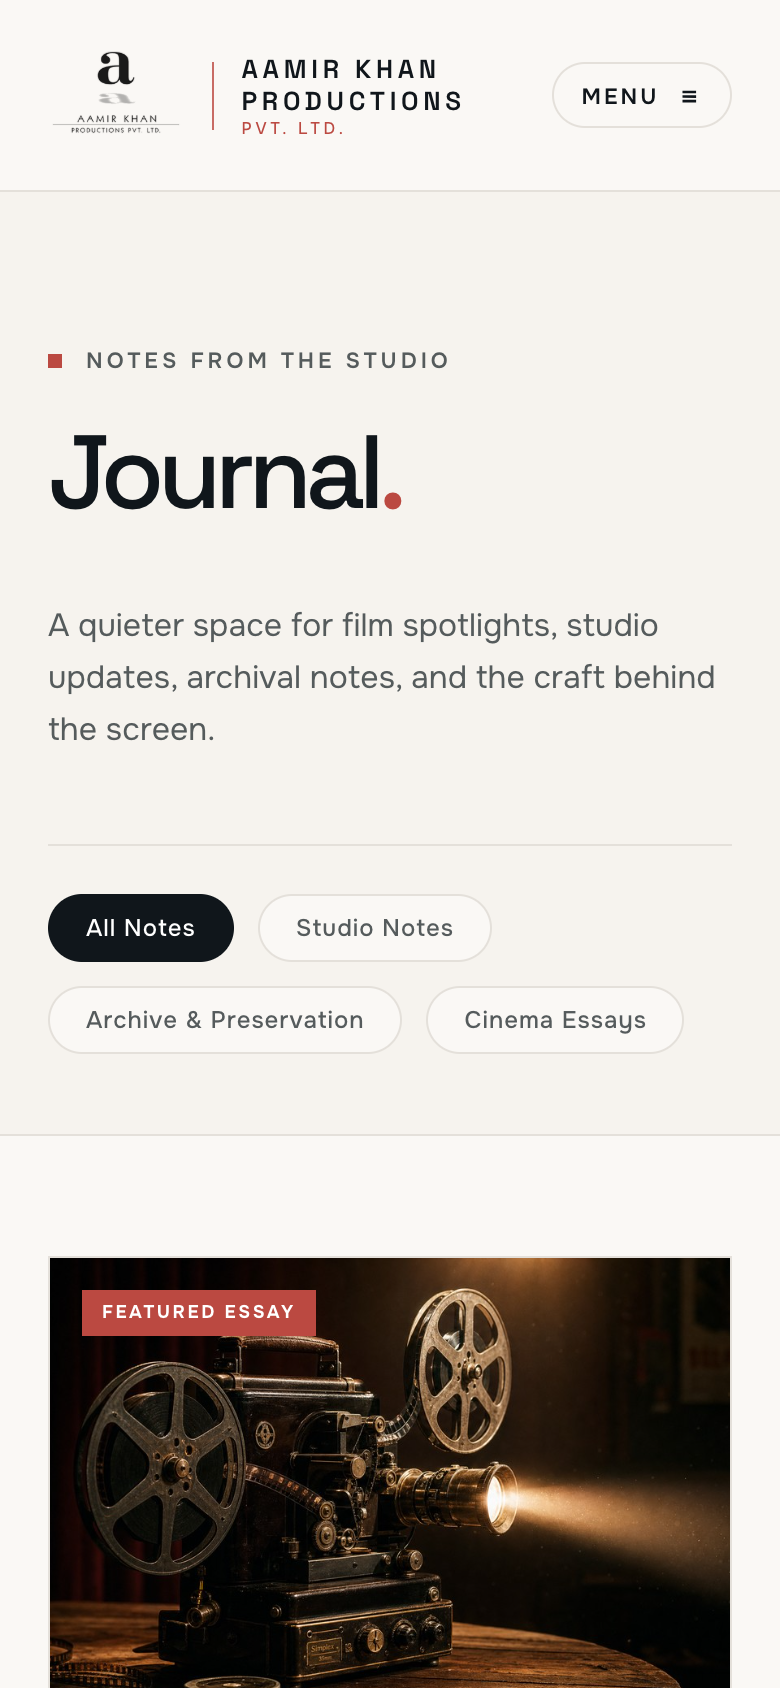 a
AAMIR KHAN
PRODUCTIONS PVT. LTD.
AAMIR KHAN
PRODUCTIONS
PVT. LTD.
MENU
NOTES FROM THE STUDIO
Journal.
A quieter space for film spotlights, studio
updates, archival notes, and the craft behind
the screen.
All Notes
Studio Notes
Archive & Preservation
Cinema Essays
FEATURED ESSAY
Simplex